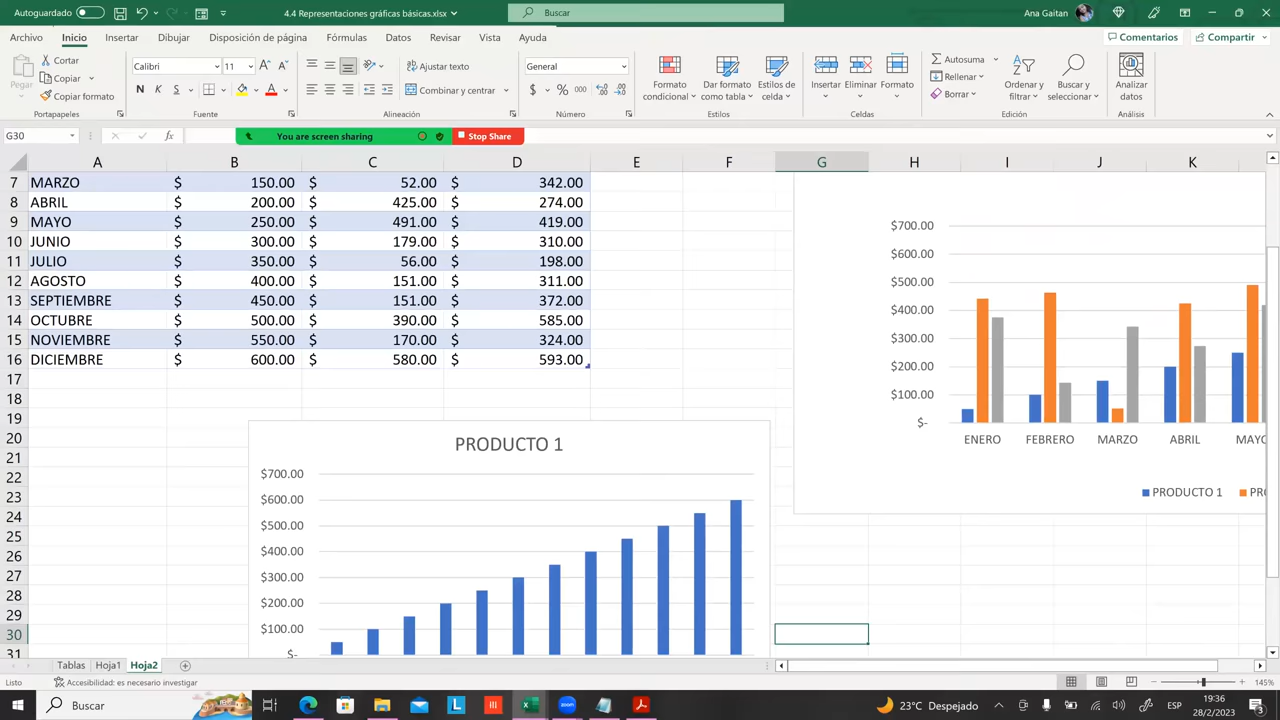 Autoguardado
4.4 Representaciones gráficas básicas.xlsx
Buscar
Ana Gaitan
Archivo Inicio Insertar Dibujar Disposición de página Fórmulas Datos Revisar Vista Ayuda
Comentarios Compartir
Pegar
Cortar
Copiar
Copiar formato
Portapapeles
Calibri 11
N K S
Fuente
Ajustar texto
Combinar y centrar
Alineación
General
$ % 000
Número
Formato condicional
Dar formato como tabla
Estilos de celda
Estilos
Insertar Eliminar Formato
Celdas
Autosuma
Rellenar
Borrar
Ordenar y filtrar
Buscar y seleccionar
Edición
Analizar datos
Análisis
G30
fx
You are screen sharing
Stop Share
A B C D E F G H I J K
7 MARZO $ 150.00 $ 52.00 $ 342.00
8 ABRIL $ 200.00 $ 425.00 $ 274.00
9 MAYO $ 250.00 $ 491.00 $ 419.00
10 JUNIO $ 300.00 $ 179.00 $ 310.00
11 JULIO $ 350.00 $ 56.00 $ 198.00
12 AGOSTO $ 400.00 $ 151.00 $ 311.00
13 SEPTIEMBRE $ 450.00 $ 151.00 $ 372.00
14 OCTUBRE $ 500.00 $ 390.00 $ 585.00
15 NOVIEMBRE $ 550.00 $ 170.00 $ 324.00
16 DICIEMBRE $ 600.00 $ 580.00 $ 593.00
17
18
19
20
21
22
23
24
25
26
27
28
29
30
31
PRODUCTO 1
$700.00
$600.00
$500.00
$400.00
$300.00
$200.00
$100.00
$-
$700.00
$600.00
$500.00
$400.00
$300.00
$200.00
$100.00
$-
ENERO FEBRERO MARZO ABRIL MAYO
PRODUCTO 1 PRO
Tablas Hoja1 Hoja2
Listo
Accesibilidad: es necesario investigar
145%
Buscar
23°C Despejado
ESP
19:36
28/2/2023